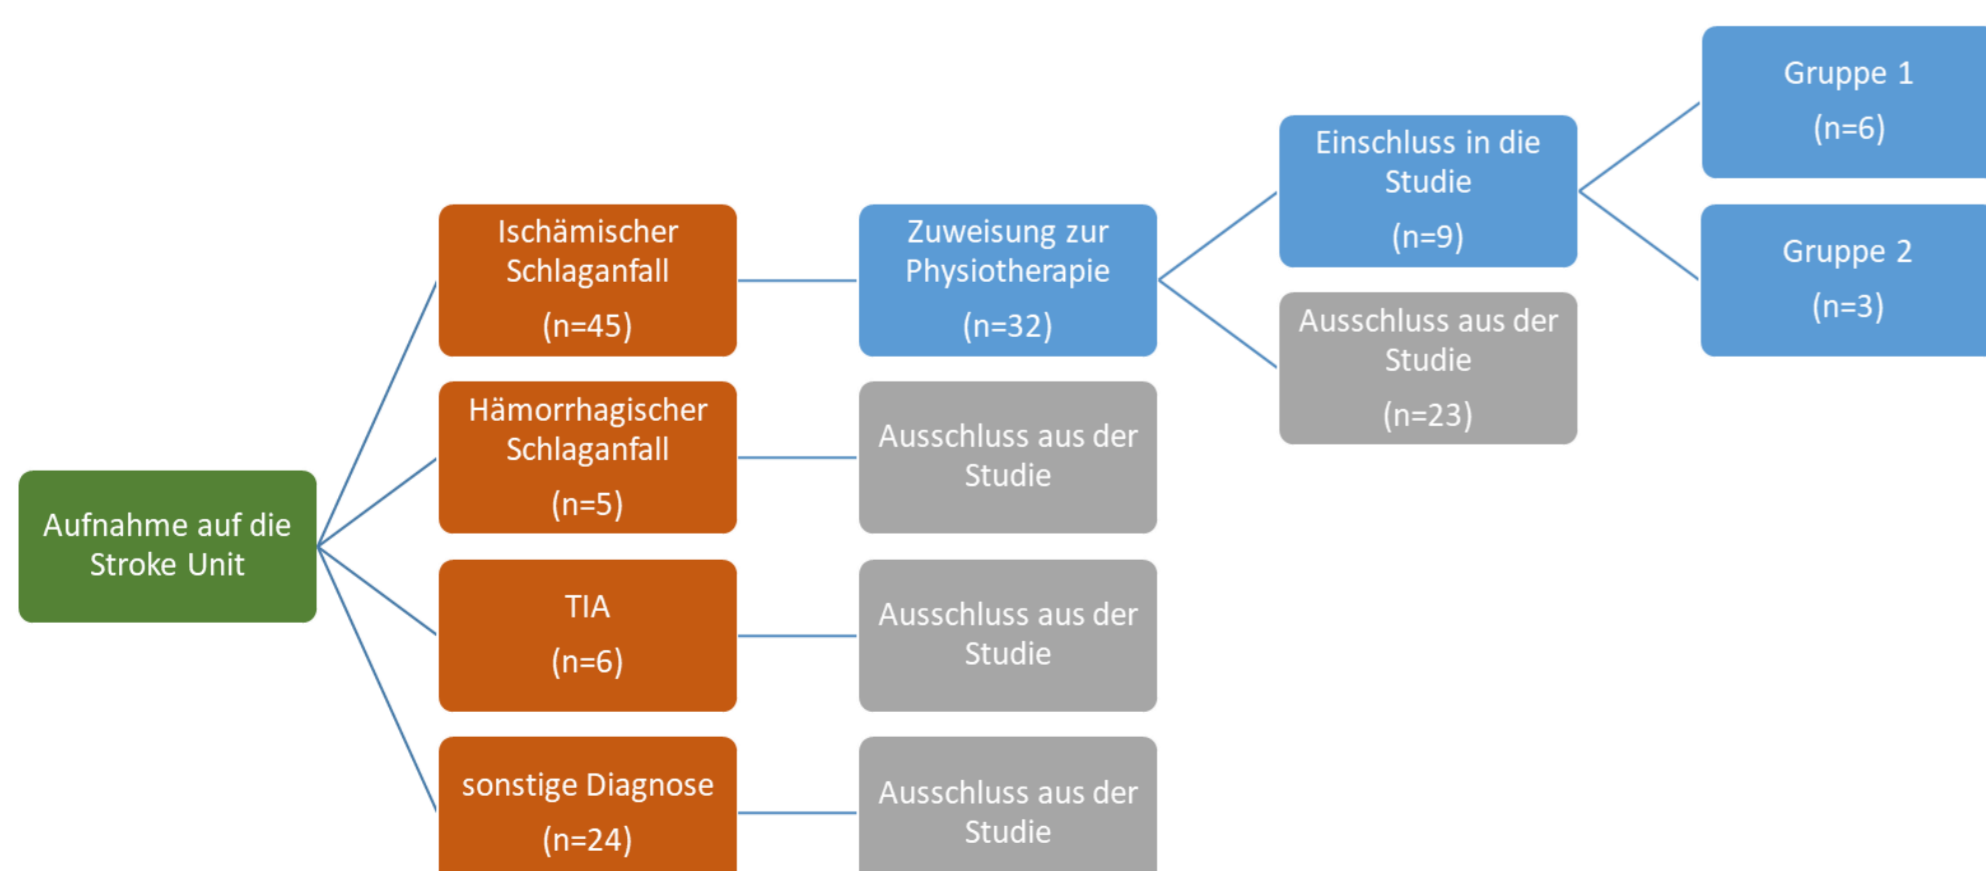 Aufnahme auf die
Stroke Unit
Ischämischer
Schlaganfall
(n=45)
Hämorrhagischer
Schlaganfall
(n=5)
TIA
(n=6)
sonstige Diagnose
(n=24)
Zuweisung zur
Physiotherapie
(n=32)
Ausschluss aus der
Studie
Ausschluss aus der
Studie
Ausschluss aus der
Studie
Einschluss in die
Studie
(n=9)
Ausschluss aus der
Studie
(n=23)
Gruppe 1
(n=6)
Gruppe 2
(n=3)